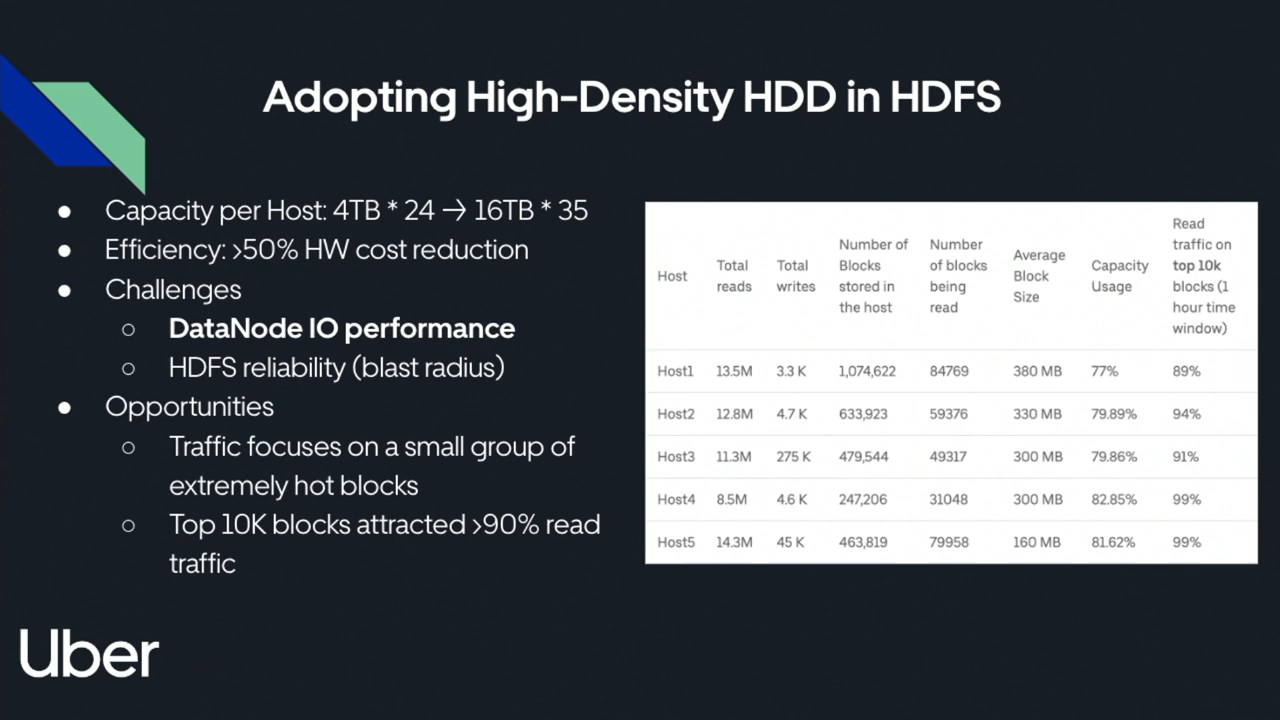 Adopting High-Density HDD in HDFS
● Capacity per Host: 4TB * 24 → 16TB * 35
● Efficiency: >50% HW cost reduction
● Challenges
○ DataNode IO performance
○ HDFS reliability (blast radius)
● Opportunities
○ Traffic focuses on a small group of
extremely hot blocks
○ Top 10K blocks attracted >90% read
traffic
Host Total reads Total writes Number of Blocks stored in the host Number of blocks being read Average Block Size Capacity Usage Read traffic on top 10k blocks (1 hour time window)
Host1 13.5M 3.3 K 1,074,622 84769 380 MB 77% 89%
Host2 12.8M 4.7 K 633,923 59376 330 MB 79.89% 94%
Host3 11.3M 275 K 479,544 49317 300 MB 79.86% 91%
Host4 8.5M 4.6 K 247,206 31048 300 MB 82.85% 99%
Host5 14.3M 45 K 463,819 79958 160 MB 81.62% 99%
Uber